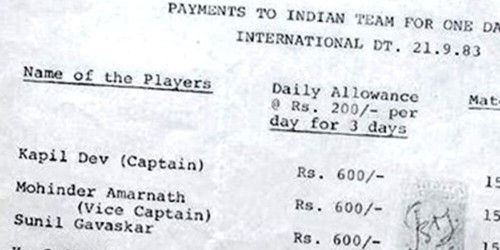 PAYMENTS TO INDIAN TEAM FOR ONE DA
INTERNATIONAL DT. 21.9.83
Name of the Players
Daily Allowance
@ Rs. 200/- per
day for 3 days
Mat
Kapil Dev (Captain)
Rs. 600/-
15
Mohinder Amarnath
(Vice Captain)
Rs. 600/-
15
Sunil Gavaskar
Rs. 600/-
15